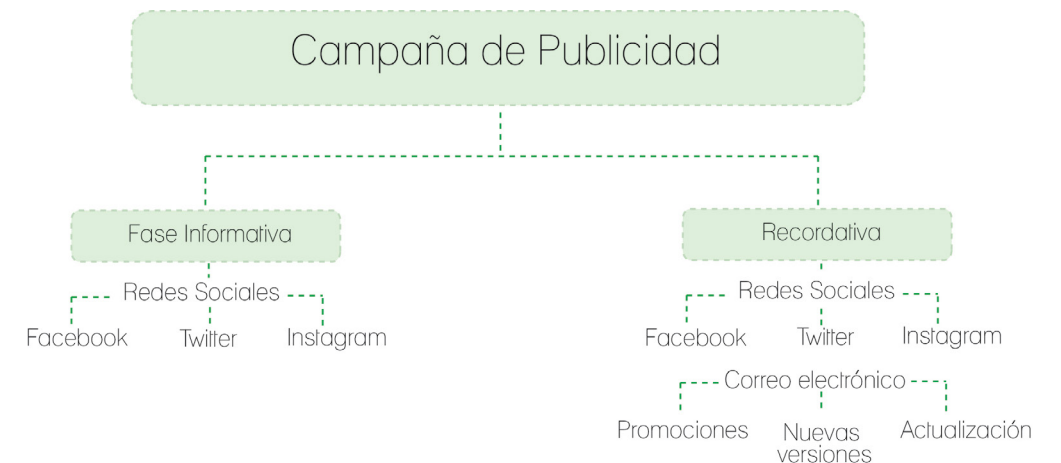 Campaña de Publicidad
Fase Informativa
Redes Sociales
Facebook
Twitter
Instagram
Recordativa
Redes Sociales
Facebook
Twitter
Instagram
Correo electrónico
Promociones
Nuevas
versiones
Actualización